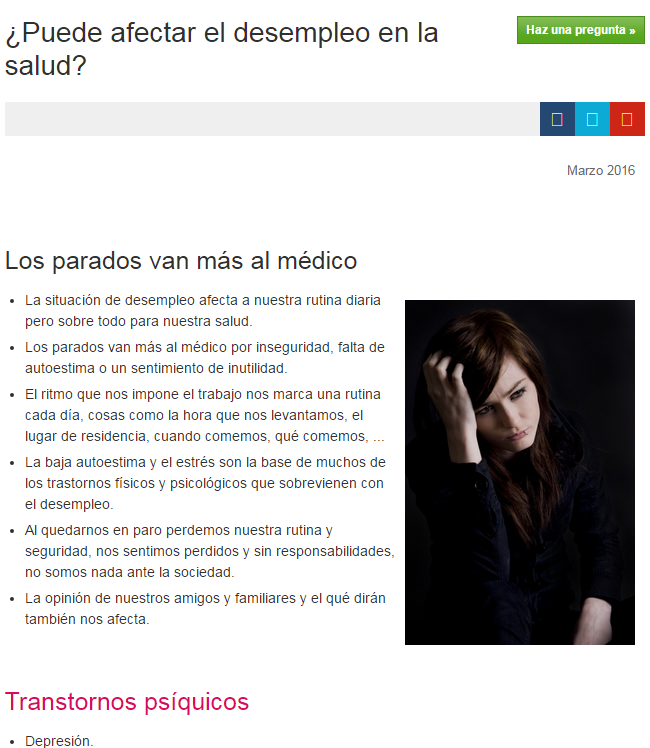 ¿Puede afectar el desempleo en la
salud?
Haz una pregunta »
Marzo 2016
Los parados van más al médico
• La situación de desempleo afecta a nuestra rutina diaria
pero sobre todo para nuestra salud.
• Los parados van más al médico por inseguridad, falta de
autoestima o un sentimiento de inutilidad.
• El ritmo que nos impone el trabajo nos marca una rutina
cada día, cosas como la hora que nos levantamos, el
lugar de residencia, cuando comemos, qué comemos, ...
• La baja autoestima y el estrés son la base de muchos de
los trastornos físicos y psicológicos que sobrevienen con
el desempleo.
• Al quedarnos en paro perdemos nuestra rutina y
seguridad, nos sentimos perdidos y sin responsabilidades,
no somos nada ante la sociedad.
• La opinión de nuestros amigos y familiares y el qué dirán
también nos afecta.
Transtornos psíquicos
• Depresión.